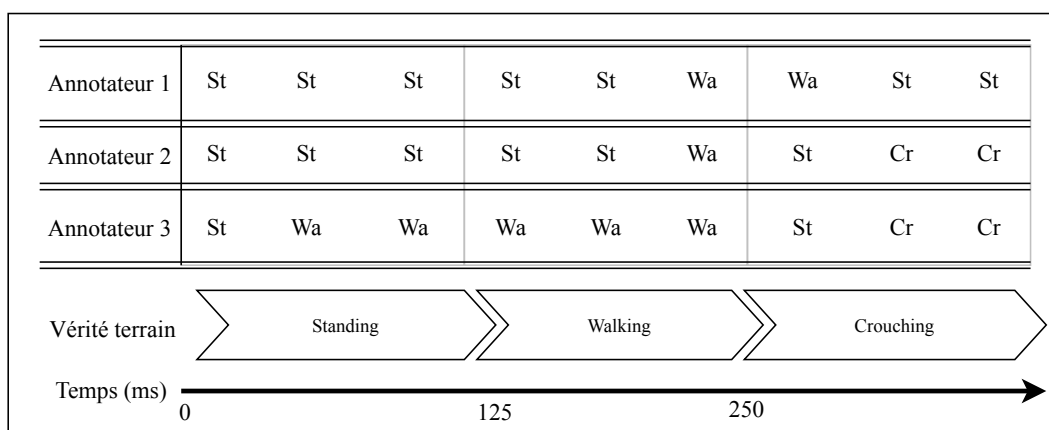 Annotateur 1 St St St St St Wa Wa St St
Annotateur 2 St St St St St Wa St Cr Cr
Annotateur 3 St Wa Wa Wa Wa Wa St Cr Cr
Vérité terrain Standing Walking Crouching
Temps (ms)
0 125 250